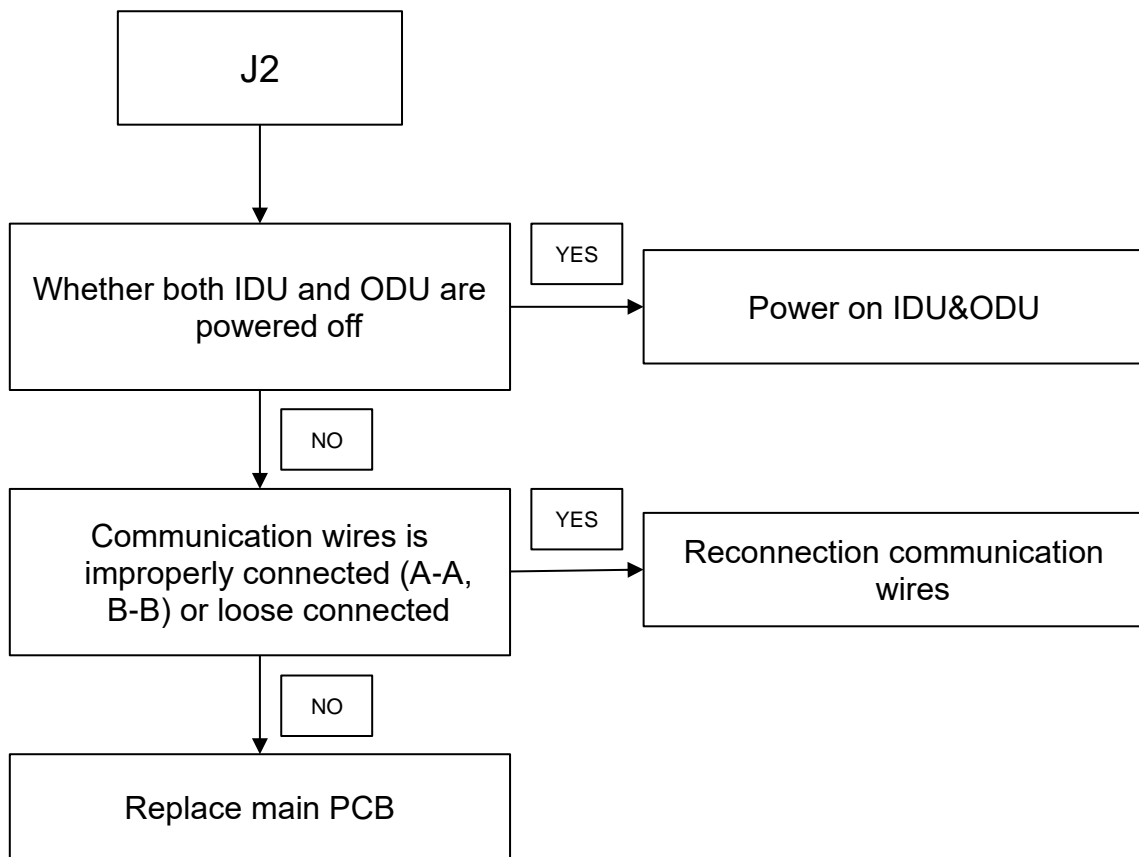 J2
Whether both IDU and ODU are
powered off
YES
Power on IDU&ODU
NO
Communication wires is
improperly connected (A-A,
B-B) or loose connected
YES
Reconnection communication
wires
NO
Replace main PCB